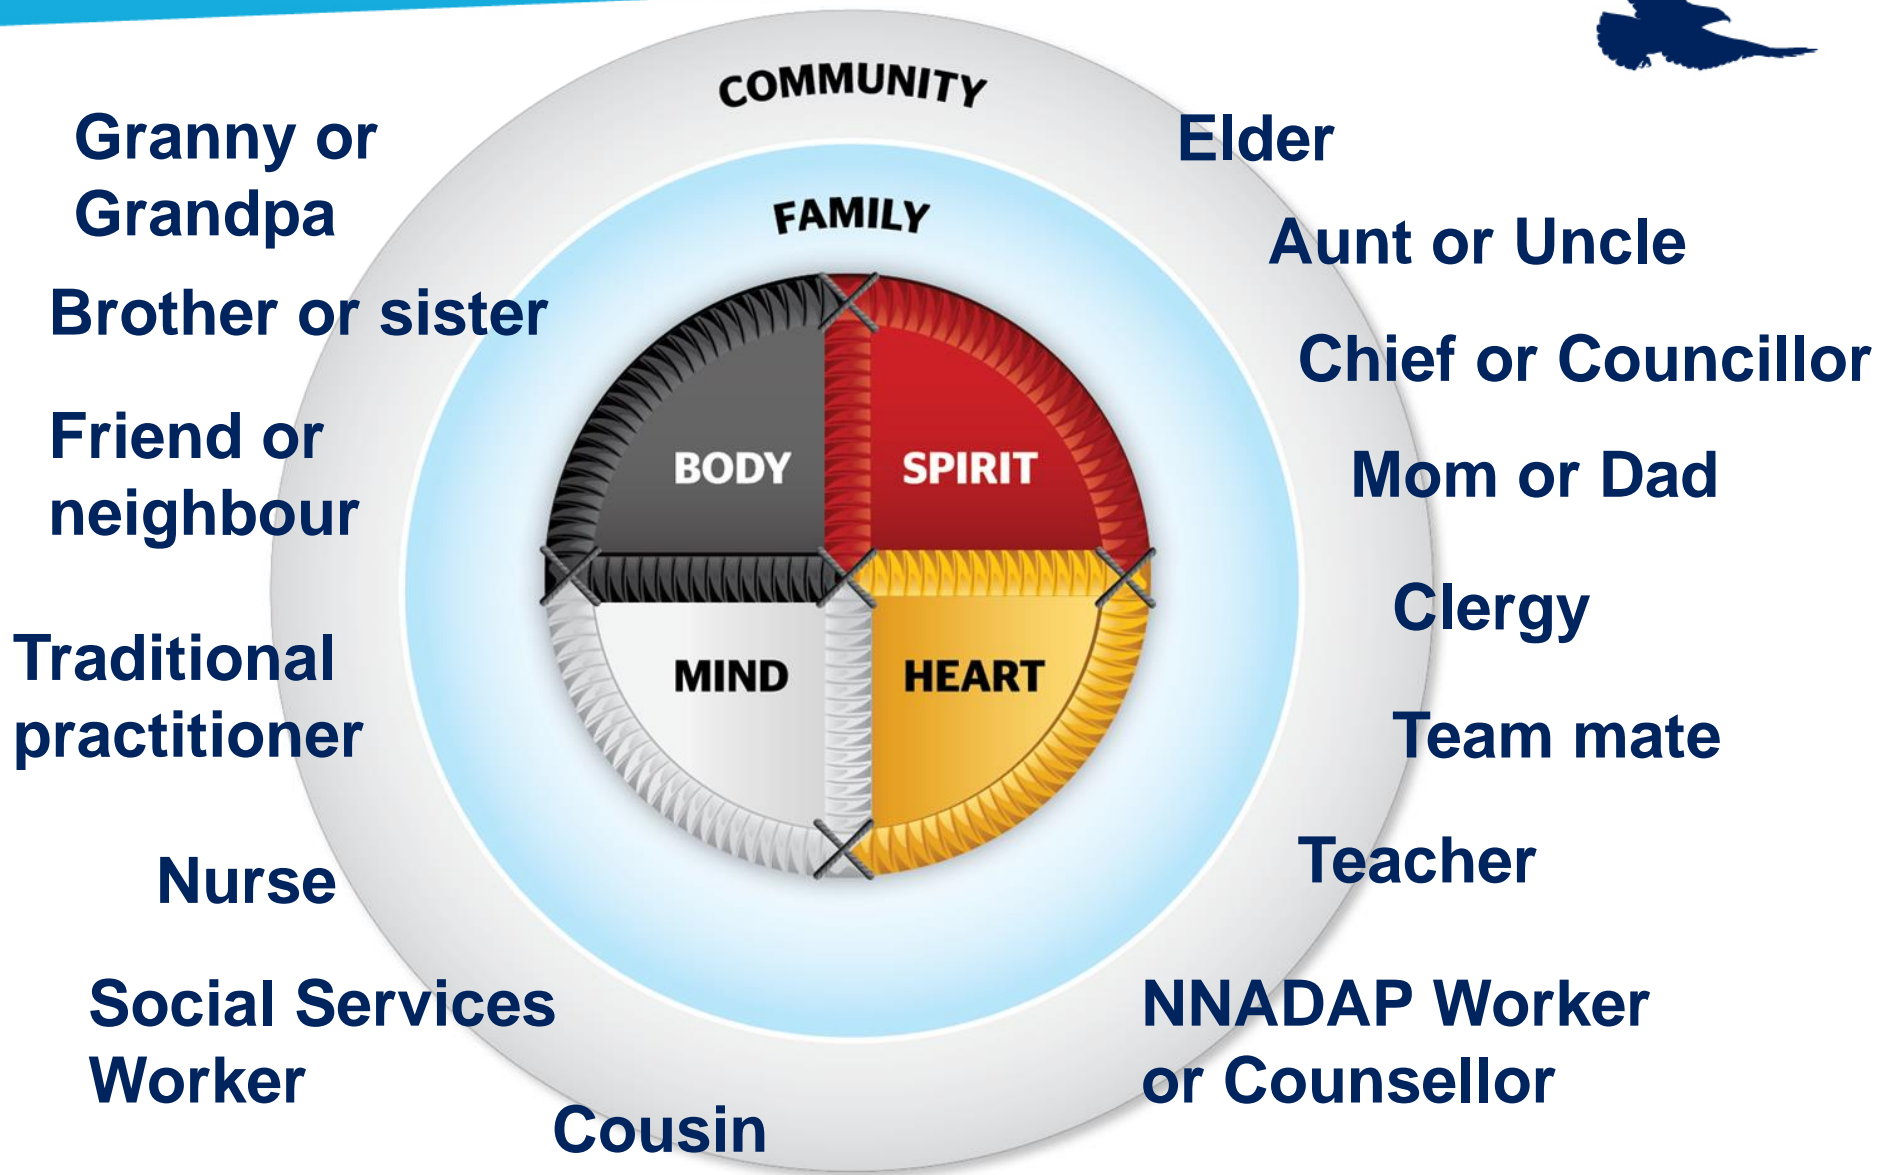 COMMUNITY
FAMILY
BODY
SPIRIT
MIND
HEART
Granny or
Grandpa
Brother or sister
Friend or
neighbour
Traditional
practitioner
Nurse
Social Services
Worker
Cousin
Elder
Aunt or Uncle
Chief or Councillor
Mom or Dad
Clergy
Team mate
Teacher
NNADAP Worker
or Counsellor